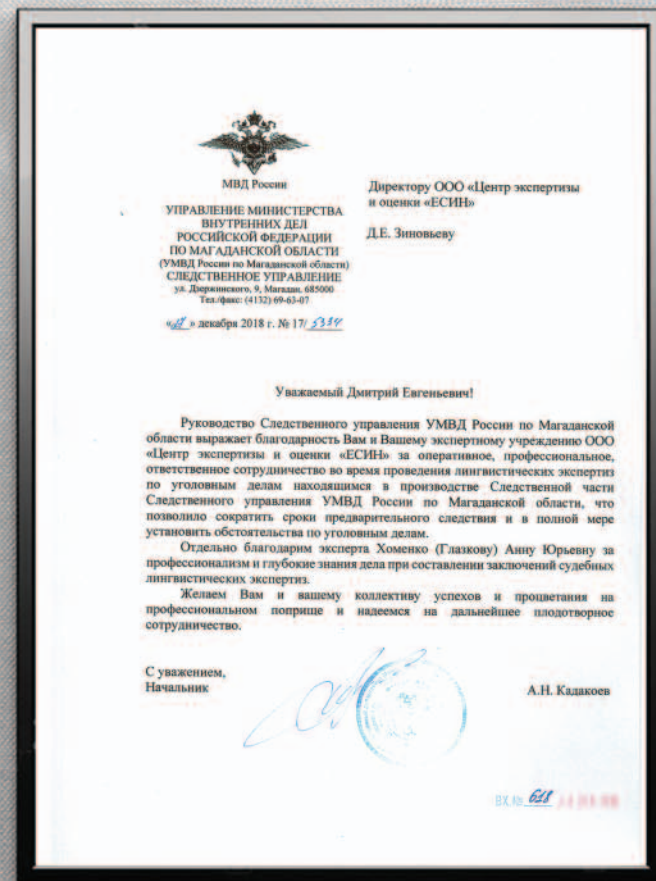 МВД России
УПРАВЛЕНИЕ МИНИСТЕРСТВА
ВНУТРЕННИХ ДЕЛ
РОССИЙСКОЙ ФЕДЕРАЦИИ
ПО МАГАДАНСКОЙ ОБЛАСТИ
(УМВД России по Магаданской области)
СЛЕДСТВЕННОЕ УПРАВЛЕНИЕ
ул. Дзержинского, 9, Магадан, 685000
Тел./факс: (4132) 69-63-07
» декабря 2018 г. № 17/ 5334
Директору ООО «Центр экспертизы
и оценки «ЕСИН»
Д.Е. Зиновьеву
Уважаемый Дмитрий Евгеньевич!
Руководство Следственного управления УМВД России по Магаданской
области выражает благодарность Вам и Вашему экспертному учреждению ООО
«Центр экспертизы и оценки «ЕСИН» за оперативное, профессиональное,
ответственное сотрудничество во время проведения лингвистических экспертиз
по уголовным делам находящимся в производстве Следственной части
Следственного управления УМВД России по Магаданской области, что
позволило сократить сроки предварительного следствия и в полной мере
установить обстоятельства по уголовным делам.
Отдельно благодарим эксперта Хоменко (Глазкову) Анну Юрьевну за
профессионализм и глубокие знания дела при составлении заключений судебных
лингвистических экспертиз.
Желаем Вам и вашему коллективу успехов и процветания на
профессиональном поприще и надеемся на дальнейшее плодотворное
сотрудничество.
С уважением,
Начальник
А.Н. Кадакоев
ВХ.№ 618